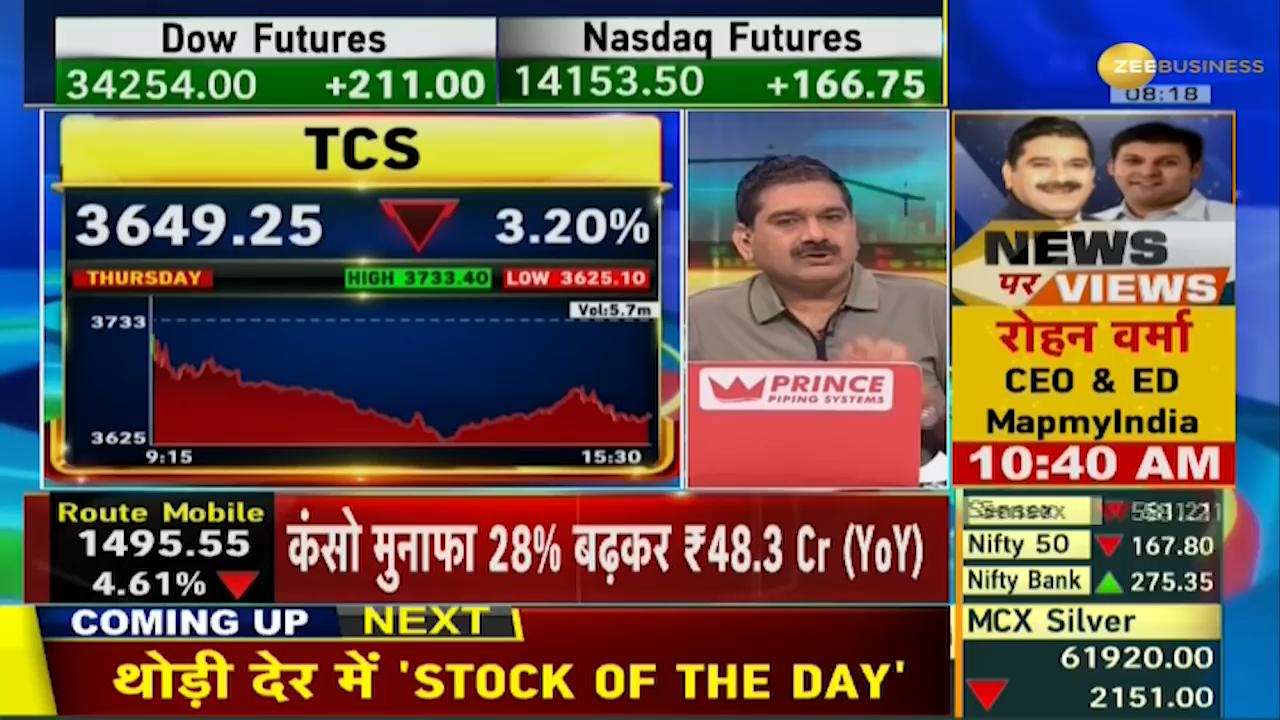 Dow Futures
34254.00 +211.00
Nasdaq Futures
14153.50 +166.75
ZEEBUSINESS
08:18
TCS
3649.25 3.20%
THURSDAY HIGH 3733.40 LOW 3625.10
Vol:5.7m
3733
3625
9:15 15:30
PRINCE
PIPING SYSTEMS
NEWS
पर VIEWS
रोहन वर्मा
CEO & ED
MapmyIndia
10:40 AM
Route Mobile
1495.55
4.61%
कंसो मुनाफा 28% बढ़कर ₹48.3 Cr (YoY)
Nifty 50 167.80
Nifty Bank 275.35
MCX Silver
61920.00
2151.00
COMING UP NEXT
थोड़ी देर में 'STOCK OF THE DAY'